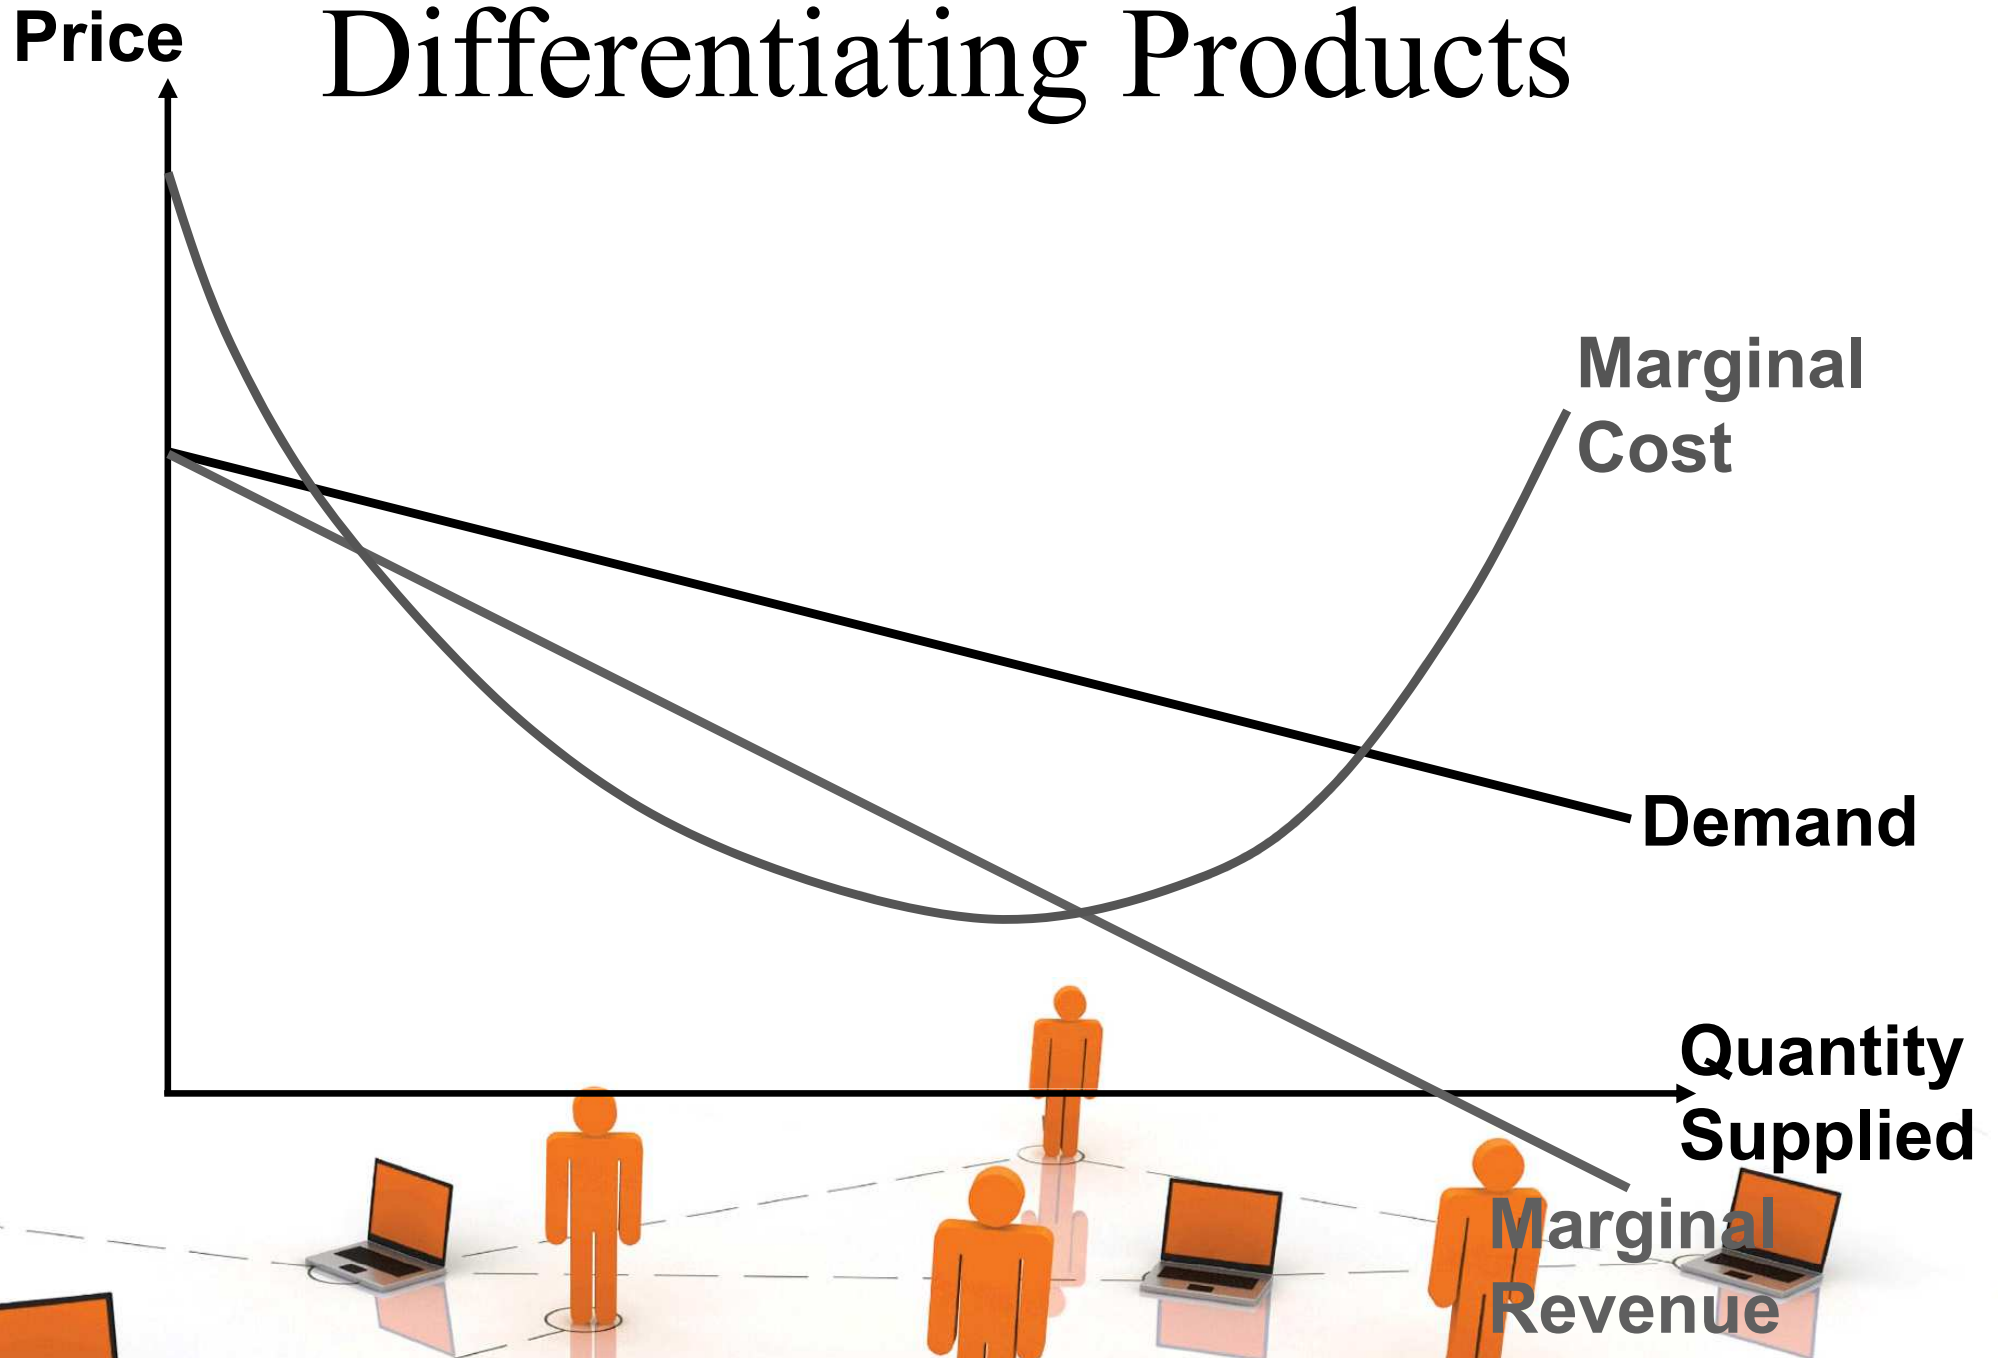 Price
Differentiating Products
Marginal
Cost
Demand
Quantity
Supplied
Marginal
Revenue